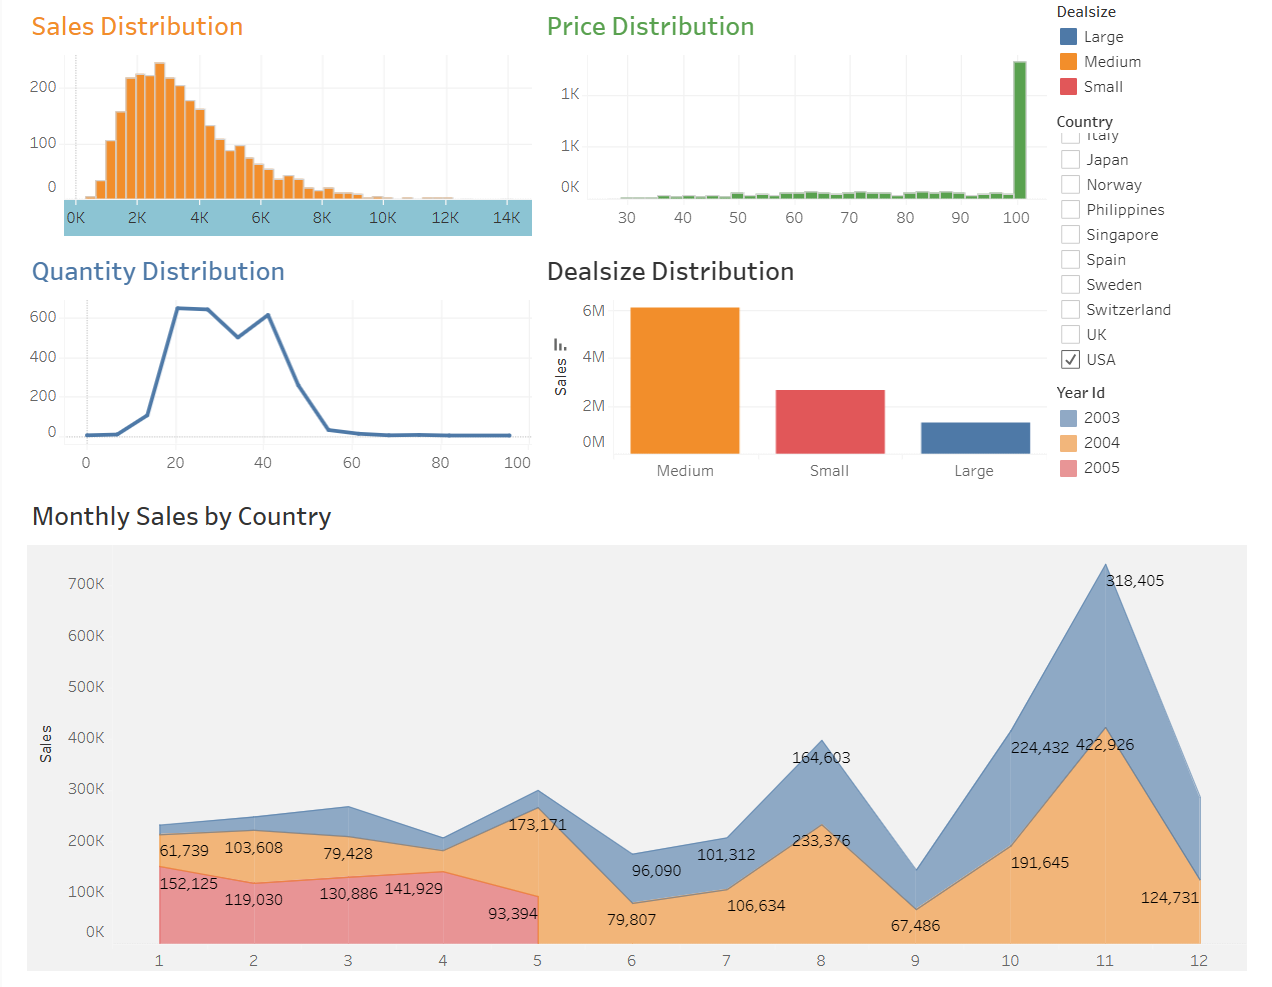 Sales Distribution
200
100
0
0K 2K 4K 6K 8K 10K 12K 14K
Price Distribution
1K
1K
0K
30 40 50 60 70 80 90 100
Dealsize
Large
Medium
Small
Country
Italy
Japan
Norway
Philippines
Singapore
Spain
Sweden
Switzerland
UK
USA
Year Id
2003
2004
2005
Quantity Distribution
600
400
200
0
0 20 40 60 80 100
Dealsize Distribution
Sales
6M
4M
2M
0M
Medium Small Large
Monthly Sales by Country
Sales
700K
600K
500K
400K
300K
200K
100K
0K
318,405
224,432 422,926
164,603
173,171
233,376
61,739 103,608 79,428
101,312
96,090
191,645
152,125 119,030 130,886 141,929
93,394
79,807
106,634
67,486
124,731
1 2 3 4 5 6 7 8 9 10 11 12